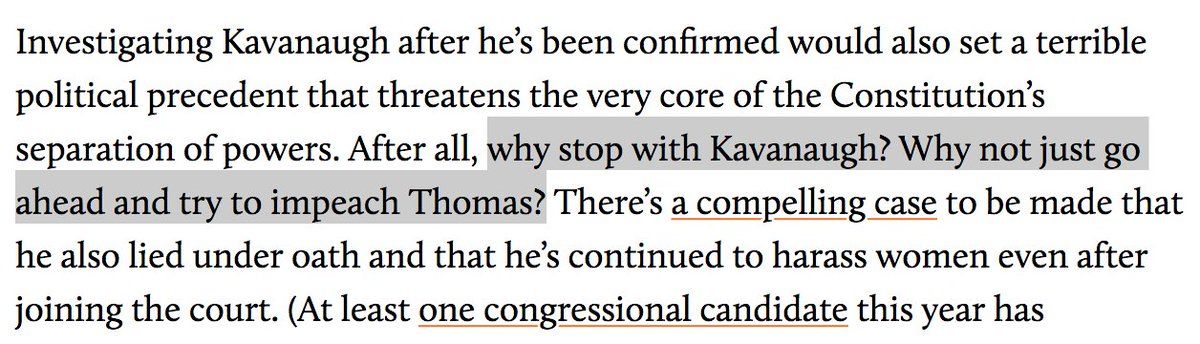 Investigating Kavanaugh after he’s been confirmed would also set a terrible
political precedent that threatens the very core of the Constitution’s
separation of powers. After all, why stop with Kavanaugh? Why not just go
ahead and try to impeach Thomas? There’s a compelling case to be made that
he also lied under oath and that he’s continued to harass women even after
joining the court. (At least one congressional candidate this year has